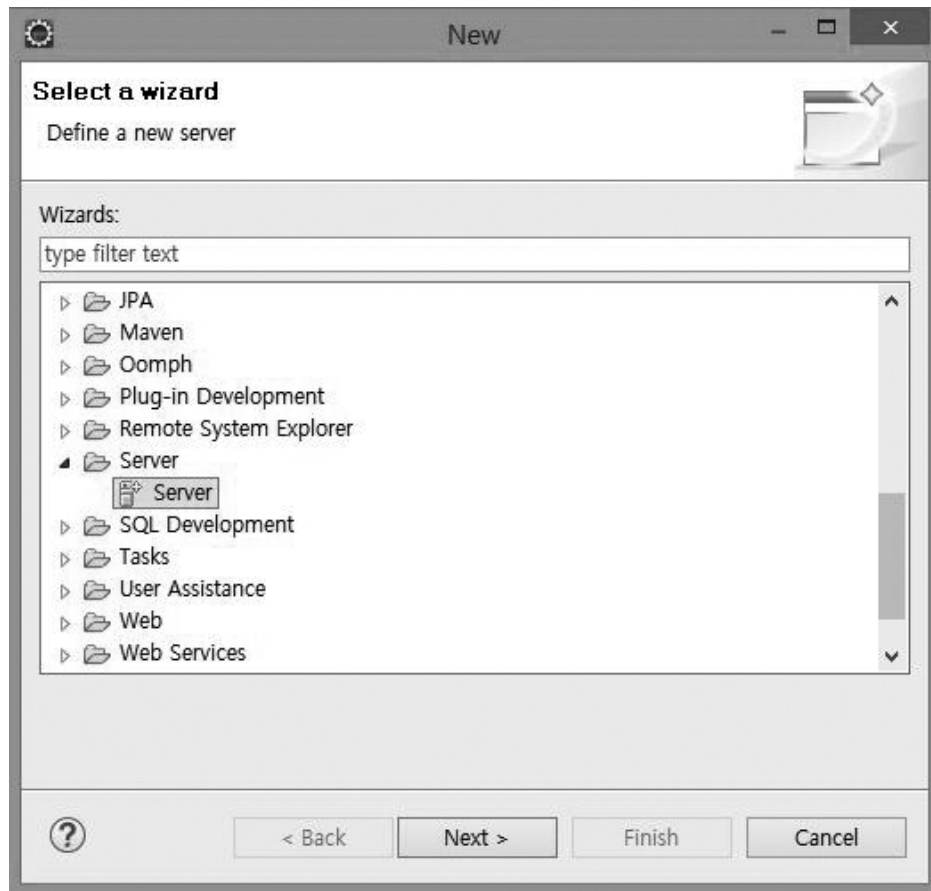 New
Select a wizard
Define a new server
Wizards:
type filter text
JPA
Maven
Oomph
Plug-in Development
Remote System Explorer
Server
Server
SQL Development
Tasks
User Assistance
Web
Web Services
< Back
Next >
Finish
Cancel